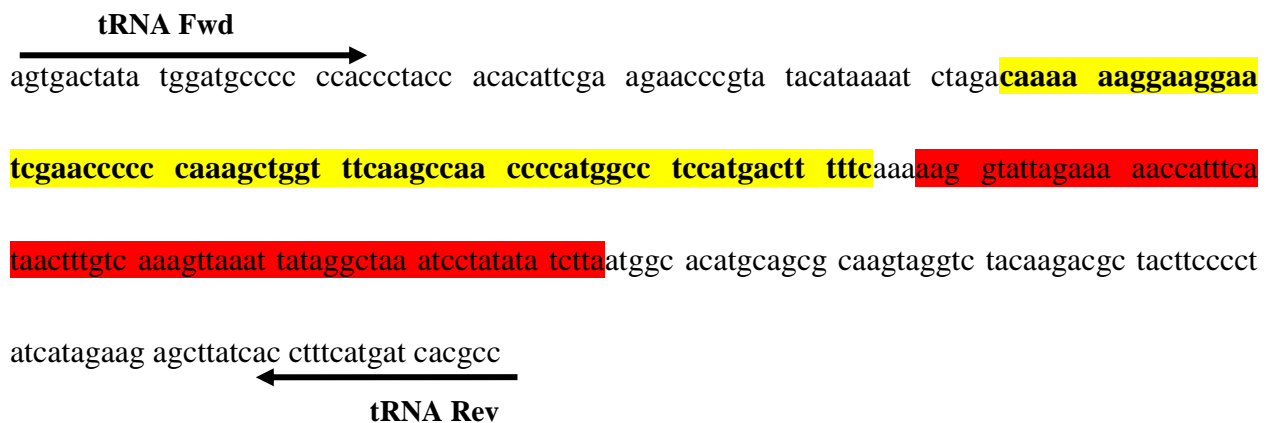 tRNA Fwd
agtgactata tggatgcccc ccaccctacc acacattcga agaacccgta tacataaaat ctagacaaaa aaggaaggaa
tcgaaccccc caaagctggt ttcaagccaa ccccatggcc tccatgactt tttcaaaaag gtattagaaa aaccatttca
taactttgtc aaagttaaat tataggctaa atcctatata tcttaatggc acatgcagcg caagtaggtc tacaagacgc tacttcccct
atcatagaag agcttatcac ctttcatgat cacgcc
tRNA Rev